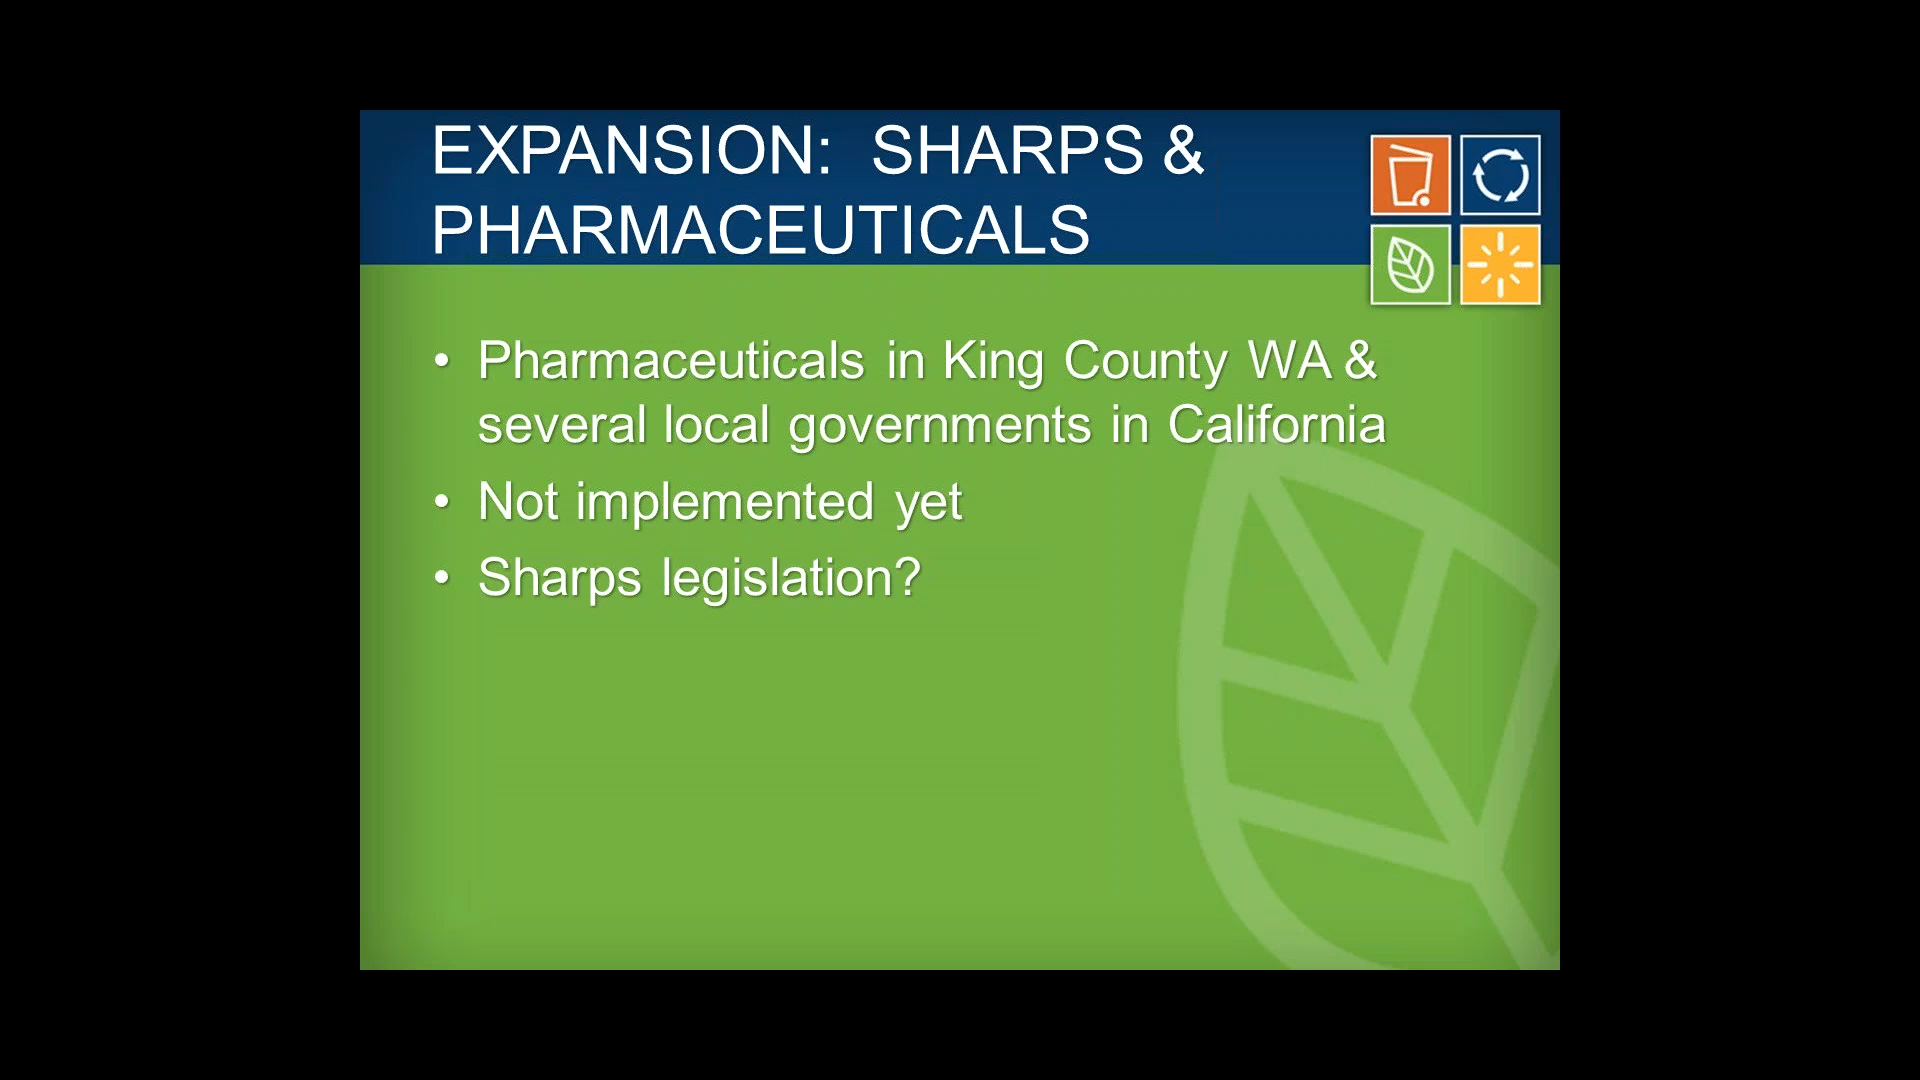 EXPANSION:  SHARPS &
PHARMACEUTICALS
• Pharmaceuticals in King County WA &
several local governments in California
• Not implemented yet
• Sharps legislation?